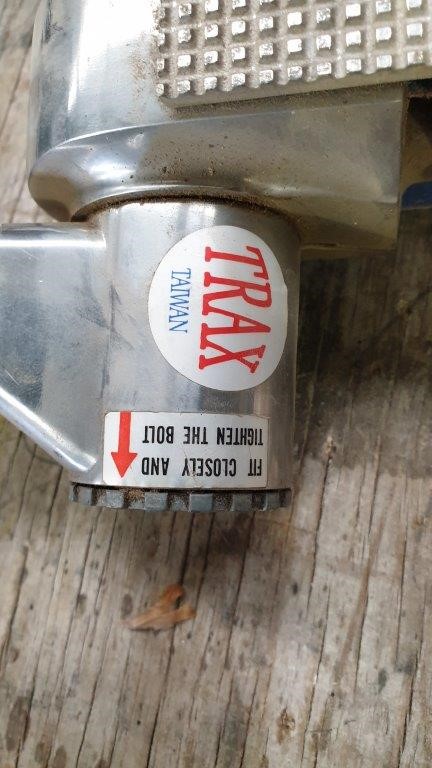 TRAX
TAIWAN
FIT CLOSELY AND
TIGHTEN THE BOLT